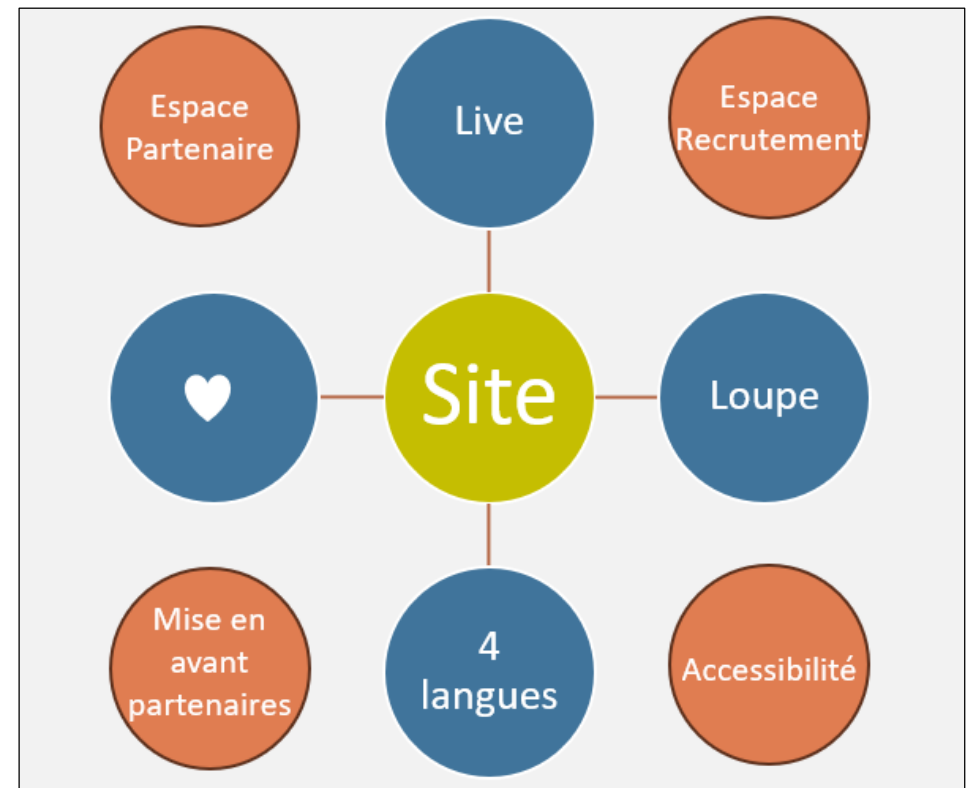 Espace
Partenaire
Live
Espace
Recrutement
♥
Site
Loupe
Mise en
avant
partenaires
4
langues
Accessibilité